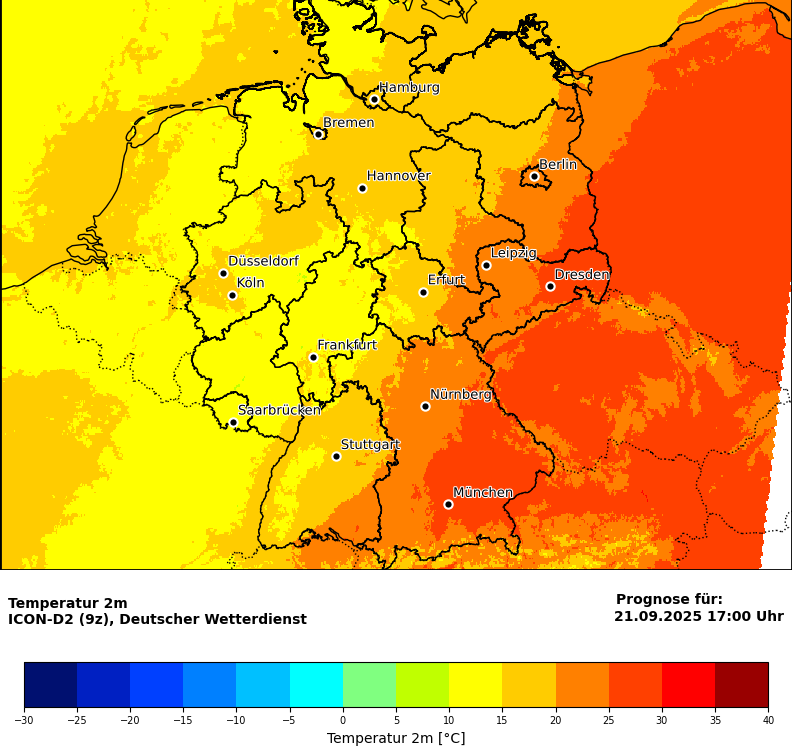 Hamburg
Bremen
Berlin
Hannover
Leipzig
Düsseldorf
Dresden
Köln
Erfurt
Frankfurt
Nürnberg
Saarbrücken
Stuttgart
München
Temperatur 2m
ICON-D2 (9z), Deutscher Wetterdienst
Prognose für:
21.09.2025 17:00 Uhr
−30 −25 −20 −15 −10 −5 0 5 10 15 20 25 30 35 40
Temperatur 2m [°C]